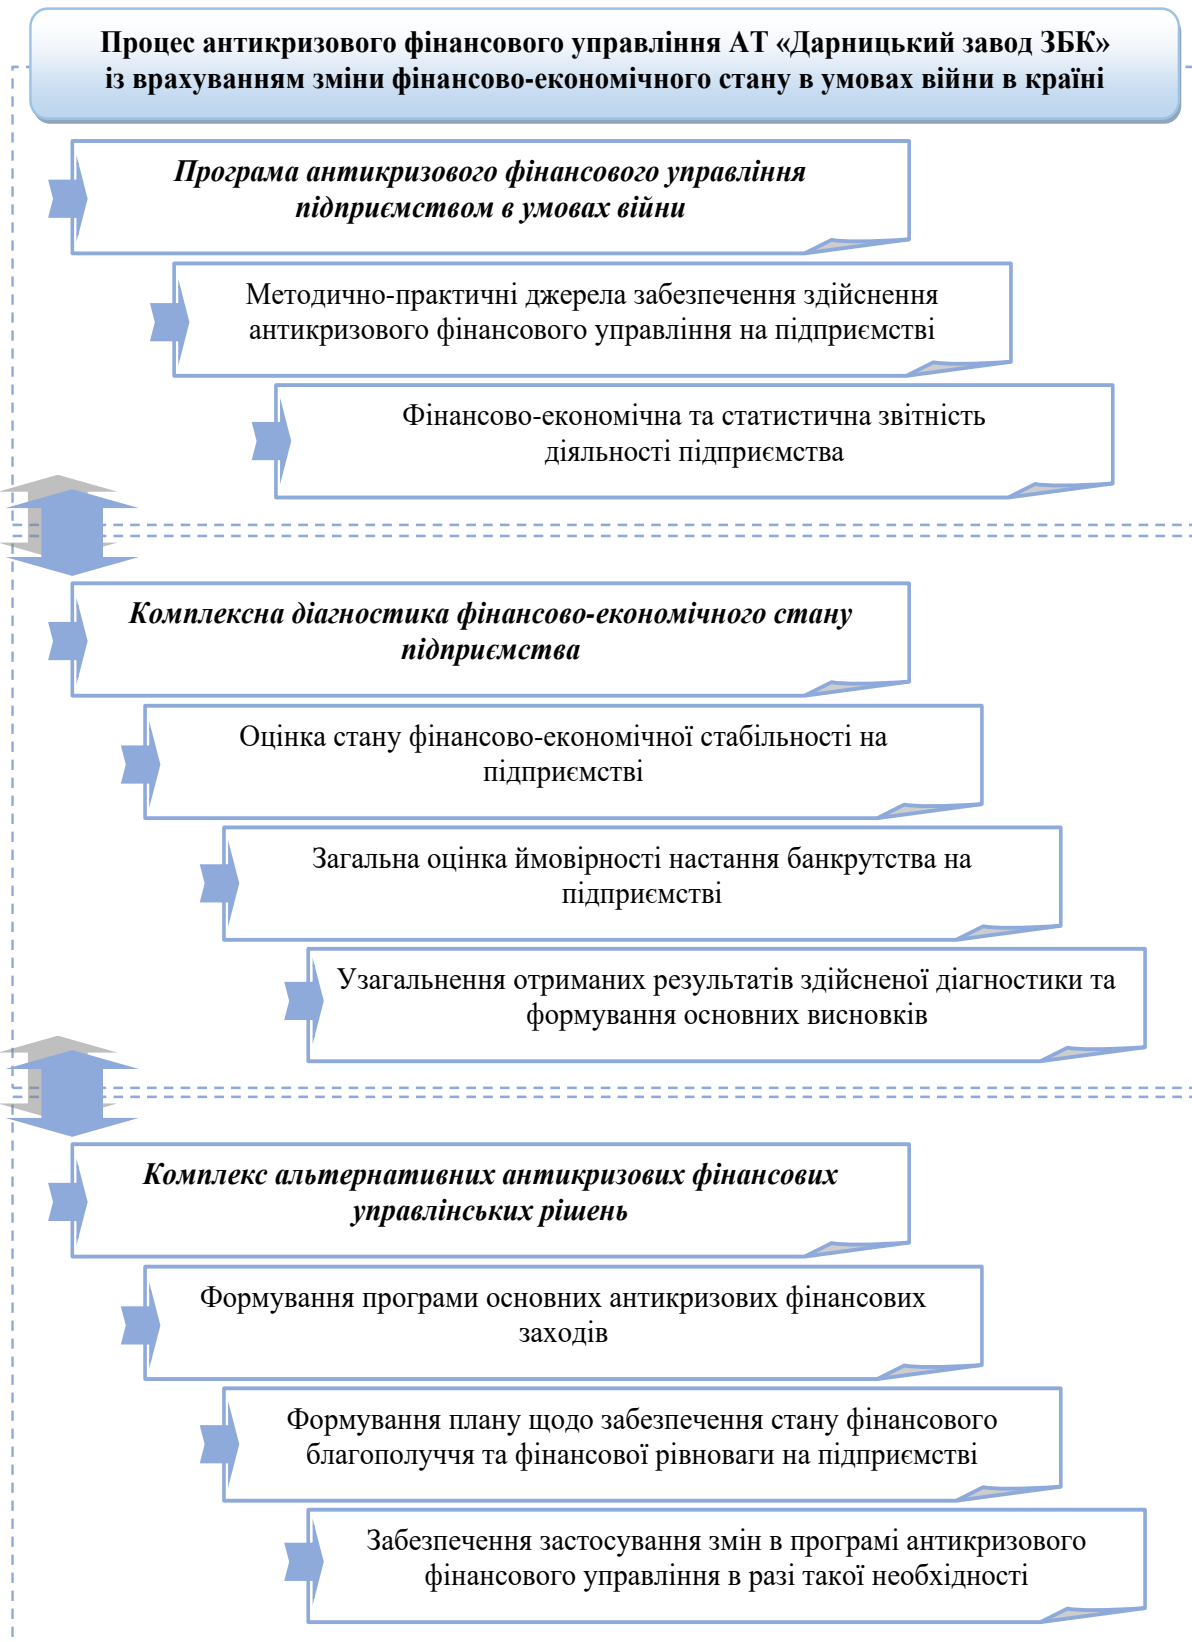 Процес антикризового фінансового управління АТ «Дарницький завод ЗБК»
із врахуванням зміни фінансово-економічного стану в умовах війни в країні
Програма антикризового фінансового управління
підприємством в умовах війни
Методично-практичні джерела забезпечення здійснення
антикризового фінансового управління на підприємстві
Фінансово-економічна та статистична звітність
діяльності підприємства
Комплексна діагностика фінансово-економічного стану
підприємства
Оцінка стану фінансово-економічної стабільності на
підприємстві
Загальна оцінка ймовірності настання банкрутства на
підприємстві
Узагальнення отриманих результатів здійсненої діагностики та
формування основних висновків
Комплекс альтернативних антикризових фінансових
управлінських рішень
Формування програми основних антикризових фінансових
заходів
Формування плану щодо забезпечення стану фінансового
благополуччя та фінансової рівноваги на підприємстві
Забезпечення застосування змін в програмі антикризового
фінансового управління в разі такої необхідності